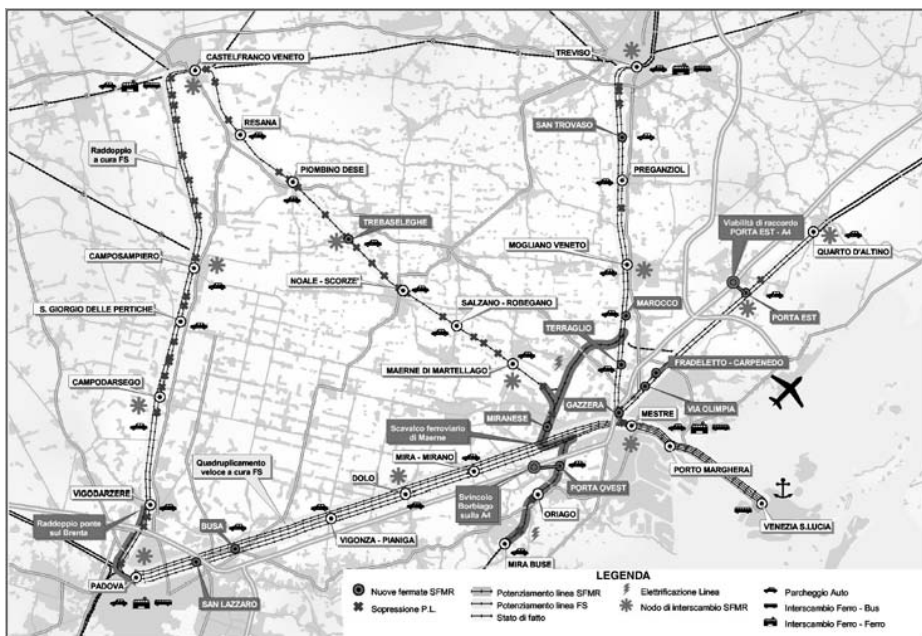 CASTELFRANCO VENETO
TREVISO
RESANA
SAN TROVASO
Raddoppio
a cura FS
PIOMBINO DESE
PREGANZIOL
TREBASELEGHE
Viabilità di raccordo
PORTA EST - A4
MOGLIANO VENETO
QUARTO D'ALTINO
CAMPOSAMPIERO
NOALE - SCORZE'
SALZANO - ROBEGANO
MAROCCO
PORTA EST
S. GIORGIO DELLE PERTICHE
TERRAGLIO
MAERNE DI MARTELLAGO
FRADELETTO - CARPENEDO
CAMPODARSEGO
GAZZERA
VIA OLIMPIA
MIRANESE
MESTRE
Scavalco ferroviario
di Maerne
MIRA - MIRANO
PORTO MARGHERA
Quadruplicamento
veloce a cura FS
DOLO
PORTA OVEST
VIGODARZERE
Svincolo
Borbiago
sulla A4
ORIAGO
VENEZIA S.LUCIA
Raddoppio ponte
sul Brenta
BUSA
VIGONZA - PIANIGA
MIRA BUSE
PADOVA
SAN LAZZARO
LEGENDA
Nuove fermate SFMR
Potenziamento linea SFMR
Elettrificazione Linea
Parcheggio Auto
Sopressione P.L.
Potenziamento linea FS
Nodo di interscambio SFMR
Interscambio Ferro - Bus
Stato di fatto
Interscambio Ferro - Ferro